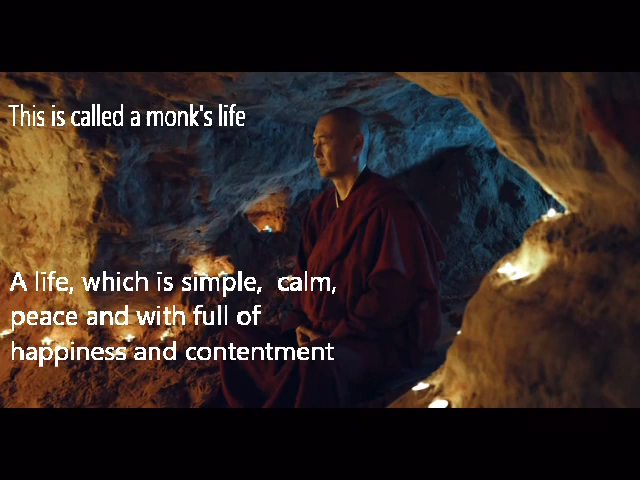 This is called a monk's life
A life, which is simple,  calm,
peace and with full of
happiness and contentment